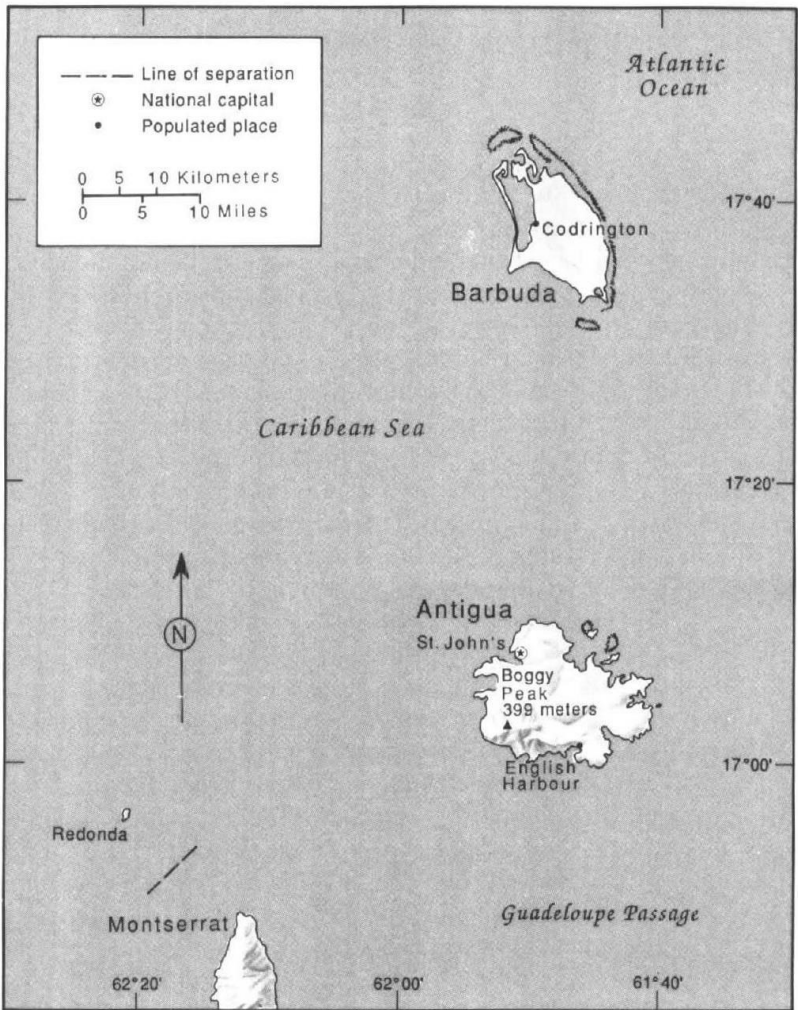 Line of separation
National capital
Populated place
0 5 10 Kilometers
0 5 10 Miles
Atlantic
Ocean
17°40'
Codrington
Barbuda
Caribbean Sea
17°20'
N
Antigua
St. John's
Boggy
Peak
399 meters
17°00'
English
Harbour
Redonda
Montserrat
Guadeloupe Passage
62°20' 62°00' 61°40'